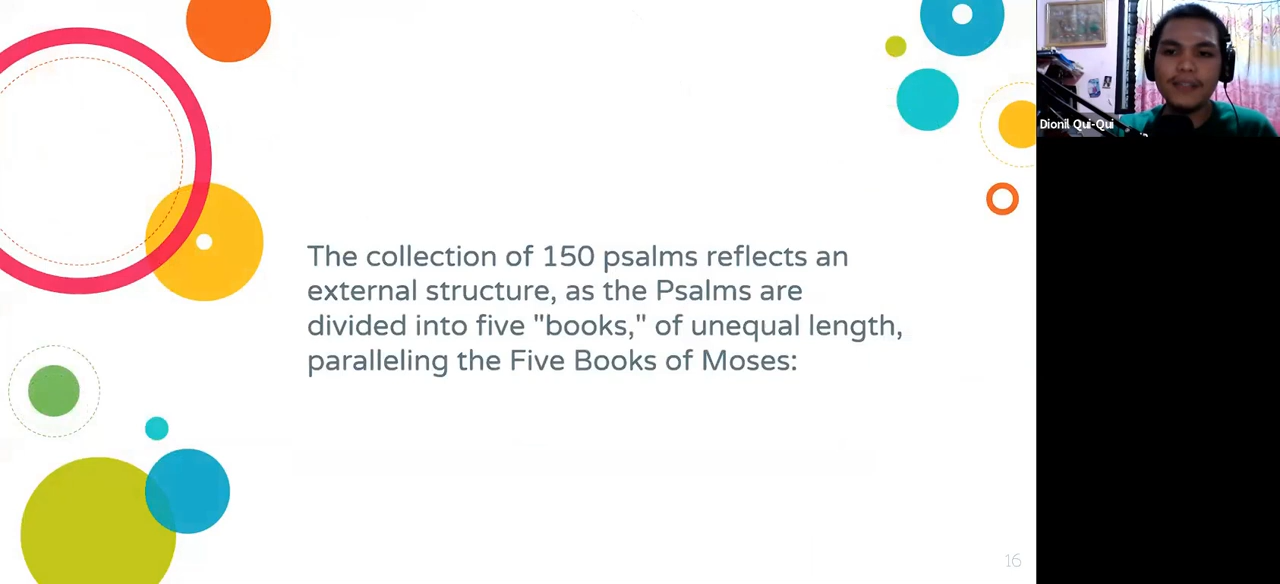 Dionil Qui-Qui
The collection of 150 psalms reflects an
external structure, as the Psalms are
divided into five "books," of unequal length,
paralleling the Five Books of Moses:
16